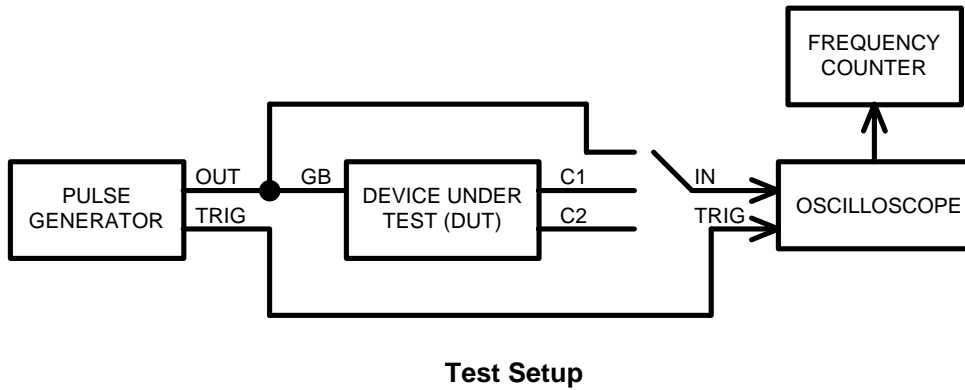 FREQUENCY
COUNTER
PULSE
GENERATOR
OUT
TRIG
GB
DEVICE UNDER
TEST (DUT)
C1
C2
IN
TRIG
OSCILLOSCOPE
Test Setup